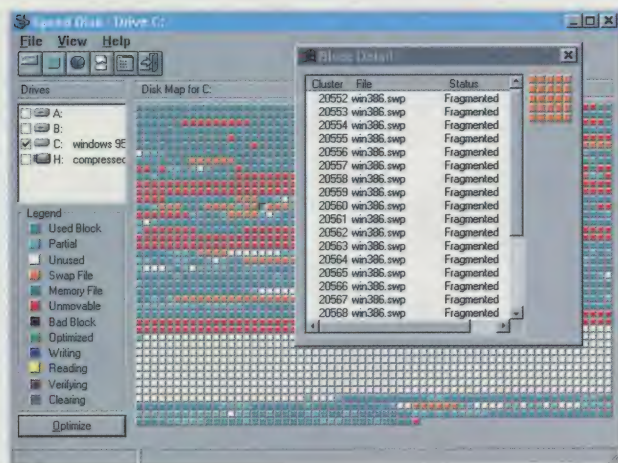 Speed Disk - Drive C:
File View Help
Drives
A:
B:
C: windows 95
H: compressed
Legend
Used Block
Partial
Unused
Swap File
Memory File
Unmovable
Bad Block
Optimized
Writing
Reading
Verifying
Clearing
Optimize
Disk Map for C:
Block Detail
Cluster File Status
20552 win386.swp Fragmented
20553 win386.swp Fragmented
20554 win386.swp Fragmented
20555 win386.swp Fragmented
20556 win386.swp Fragmented
20557 win386.swp Fragmented
20558 win386.swp Fragmented
20559 win386.swp Fragmented
20560 win386.swp Fragmented
20561 win386.swp Fragmented
20562 win386.swp Fragmented
20563 win386.swp Fragmented
20564 win386.swp Fragmented
20565 win386.swp Fragmented
20566 win386.swp Fragmented
20567 win386.swp Fragmented
20568 win386.swp Fragmented